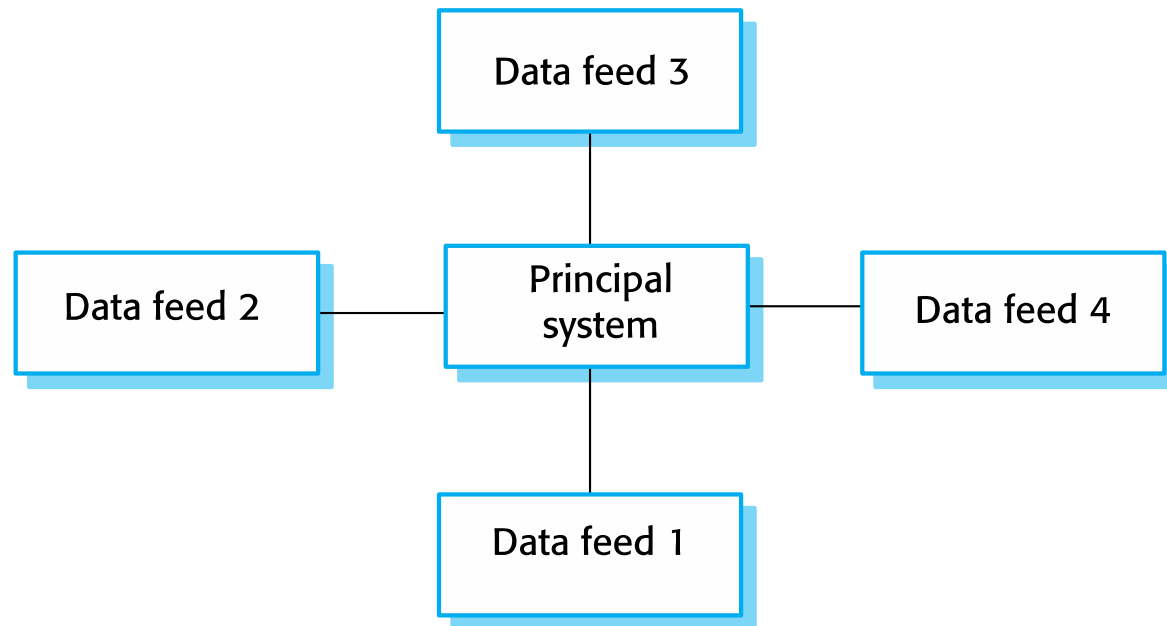 Data feed 3
Data feed 2
Principal
system
Data feed 4
Data feed 1